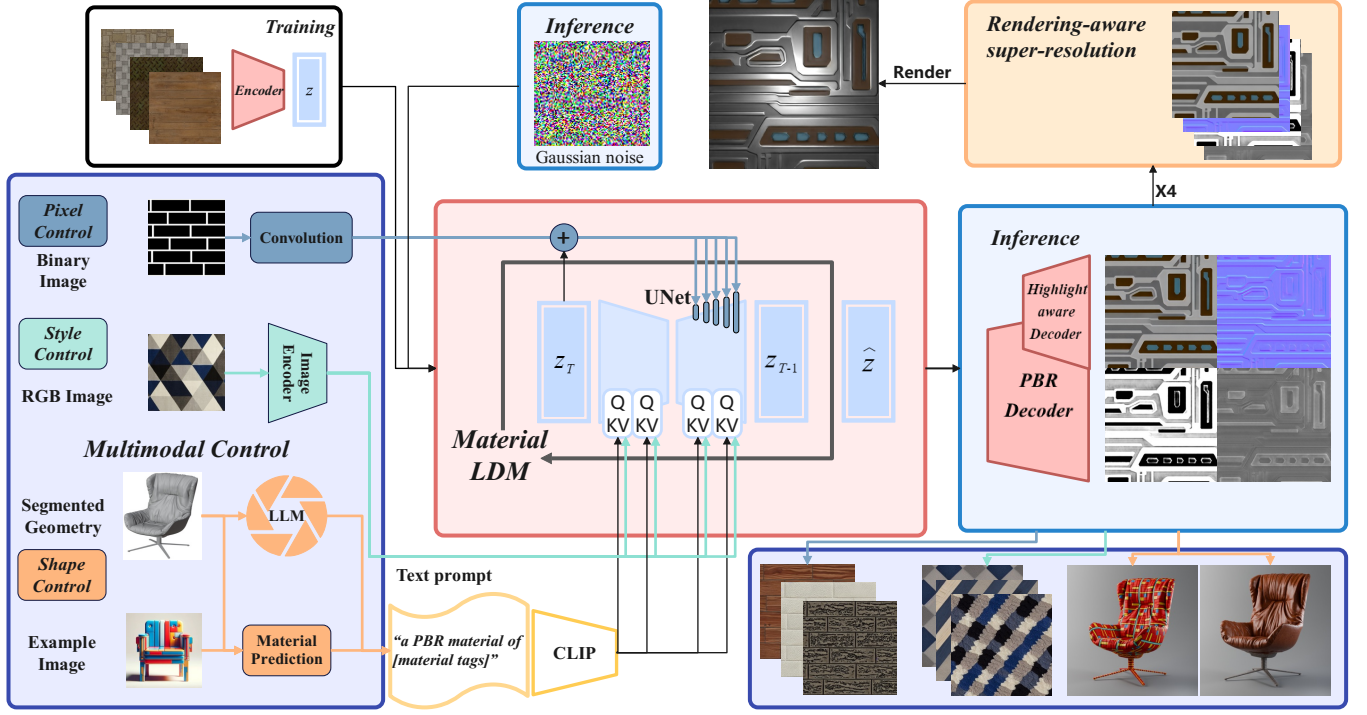 Training
Encoder
z
Inference
Gaussian noise
Render
Rendering-aware
super-resolution
X4
Pixel
Control
Binary
Image
Convolution
Style
Control
RGB Image
Image
Encoder
Multimodal Control
Segmented
Geometry
LLM
Shape
Control
Example
Image
Material
Prediction
Text prompt
“a PBR material of
[material tags]”
CLIP
+
UNet
z_T
z_{T-1}
ẑ
Q
KV
Q
KV
Q
KV
Q
KV
Material
LDM
Inference
Highlight
aware
Decoder
PBR
Decoder